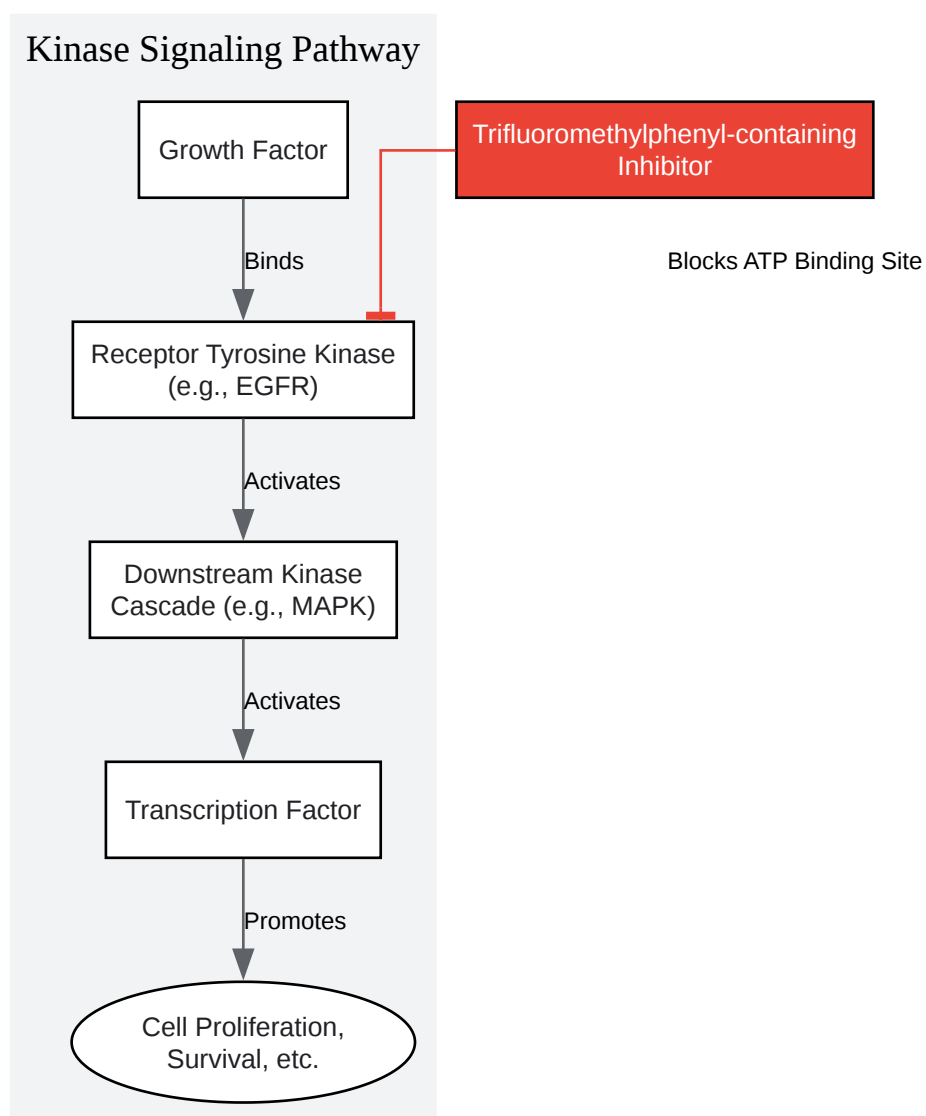 Kinase Signaling Pathway
Growth Factor
Trifluoromethylphenyl-containing
Inhibitor
Binds
Blocks ATP Binding Site
Receptor Tyrosine Kinase
(e.g., EGFR)
Activates
Downstream Kinase
Cascade (e.g., MAPK)
Activates
Transcription Factor
Promotes
Cell Proliferation,
Survival, etc.